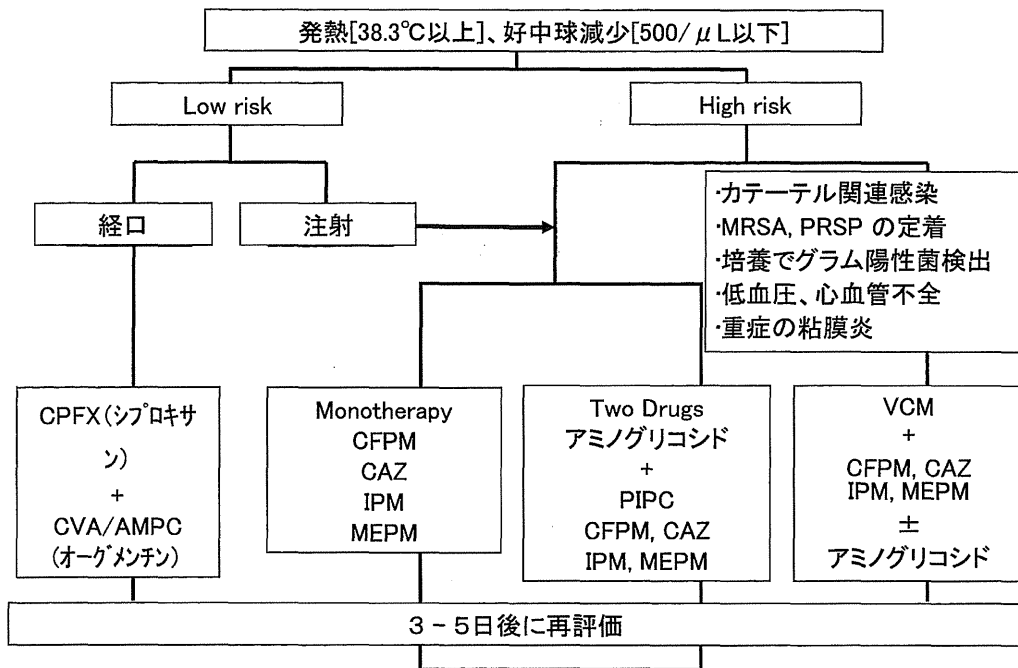 発熱[38.3℃以上]、好中球減少[500/μL以下]
Low risk
High risk
経口
注射
・カテーテル関連感染
・MRSA, PRSP の定着
・培養でグラム陽性菌検出
・低血圧、心血管不全
・重症の粘膜炎
CPFX(シプロキサ
ン)
+
CVA/AMPC
(オーグメンチン)
Monotherapy
CFPM
CAZ
IPM
MEPM
Two Drugs
アミノグリコシド
+
PIPC
CFPM, CAZ
IPM, MEPM
VCM
+
CFPM, CAZ
IPM, MEPM
±
アミノグリコシド
3－5日後に再評価